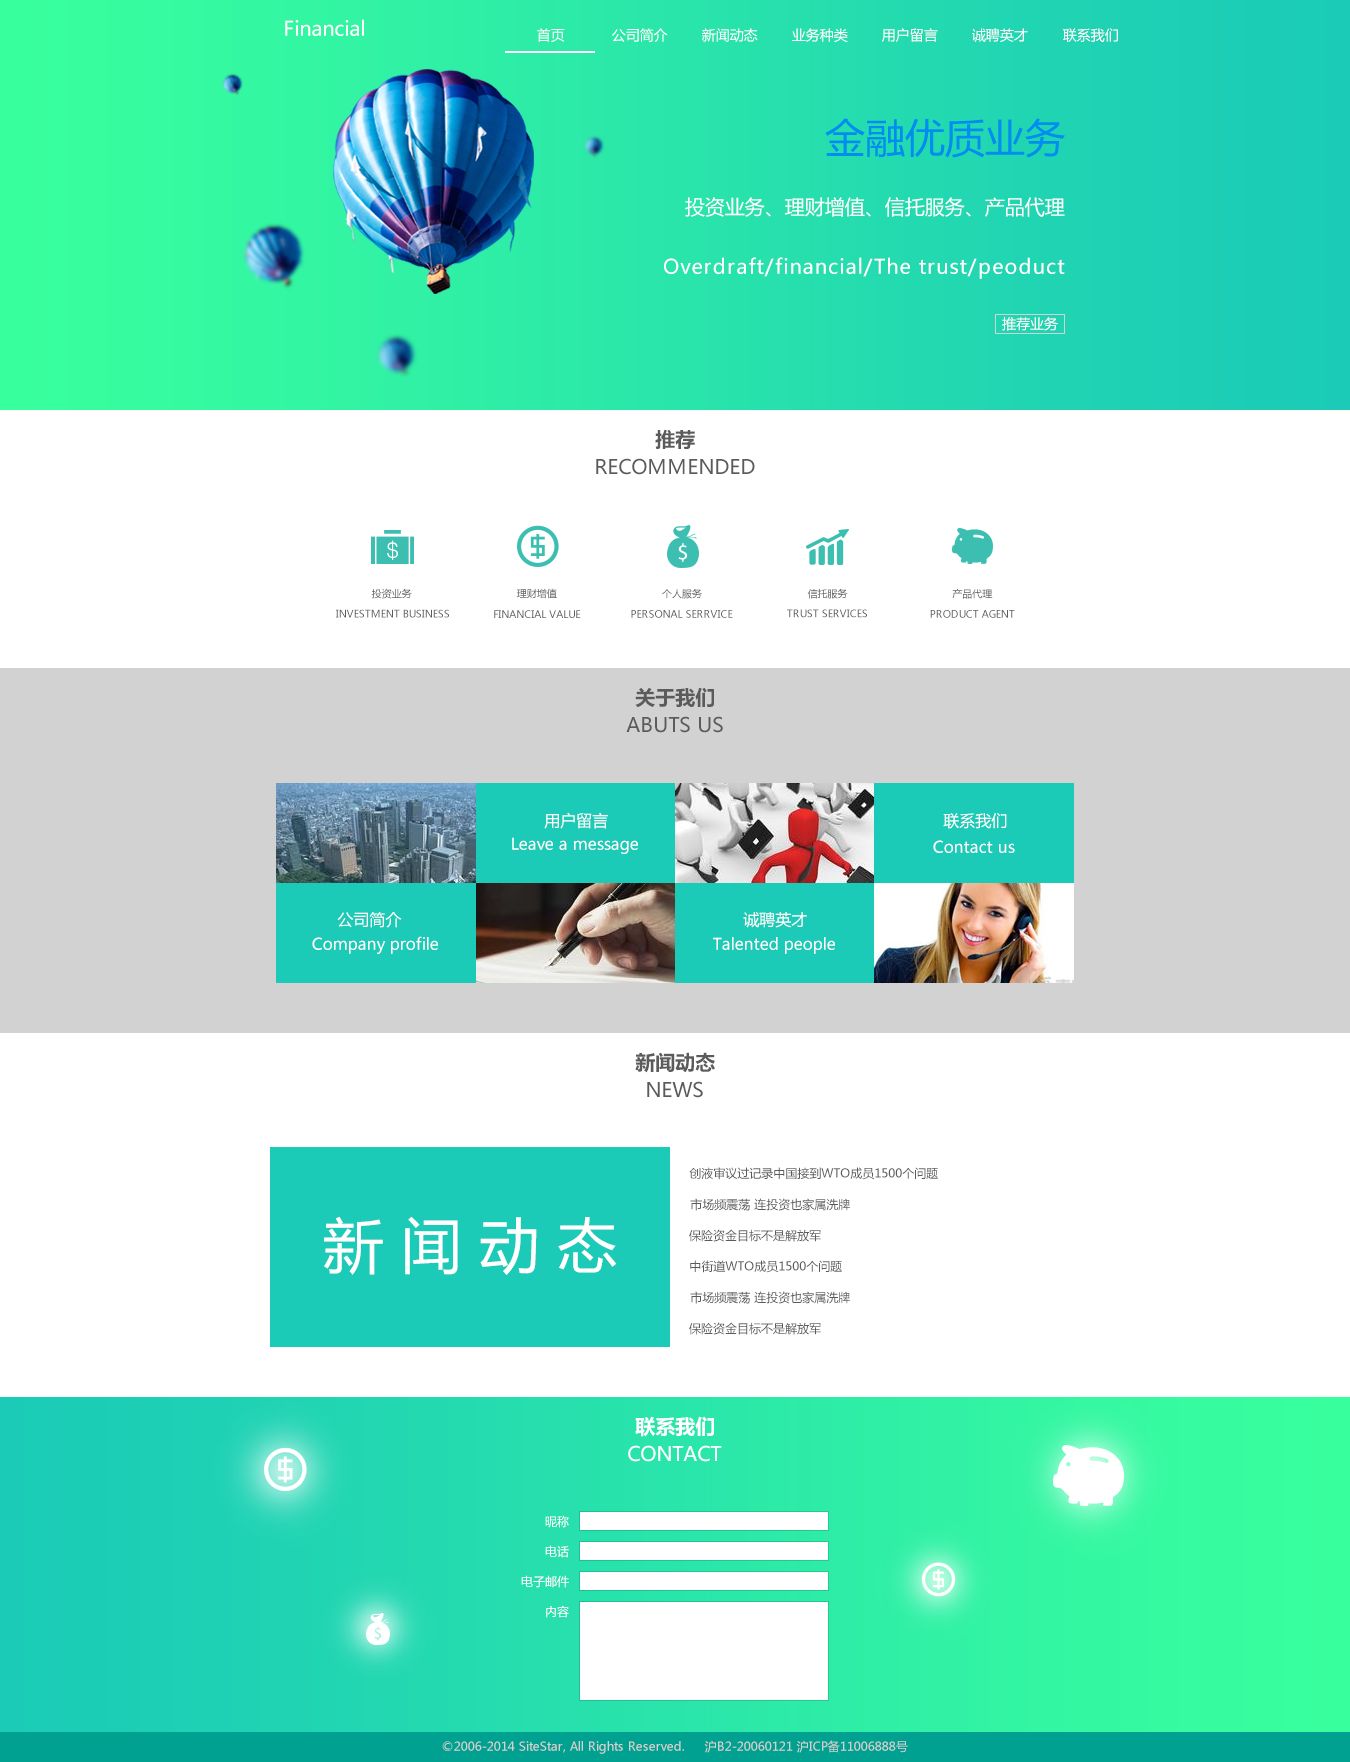 Financial
首页 公司简介 新闻动态 业务种类 用户留言 诚聘英才 联系我们
金融优质业务
投资业务、理财增值、信托服务、产品代理
Overdraft/financial/The trust/peoduct
推荐业务
推荐
RECOMMENDED
投资业务 理财增值 个人服务 信托服务 产品代理
INVESTMENT BUSINESS FINANCIAL VALUE PERSONAL SERRVICE TRUST SERVICES PRODUCT AGENT
关于我们
ABUTS US
用户留言 联系我们
Leave a message Contact us
公司简介 诚聘英才
Company profile Talented people
新闻动态
NEWS
新闻动态
创液审议过记录中国接到WTO成员1500个问题
市场频震荡 连投资也家属洗牌
保险资金目标不是解放军
中街道WTO成员1500个问题
市场频震荡 连投资也家属洗牌
保险资金目标不是解放军
联系我们
CONTACT
昵称
电话
电子邮件
内容
©2006-2014 SiteStar, All Rights Reserved. 沪B2-20060121 沪ICP备11006888号